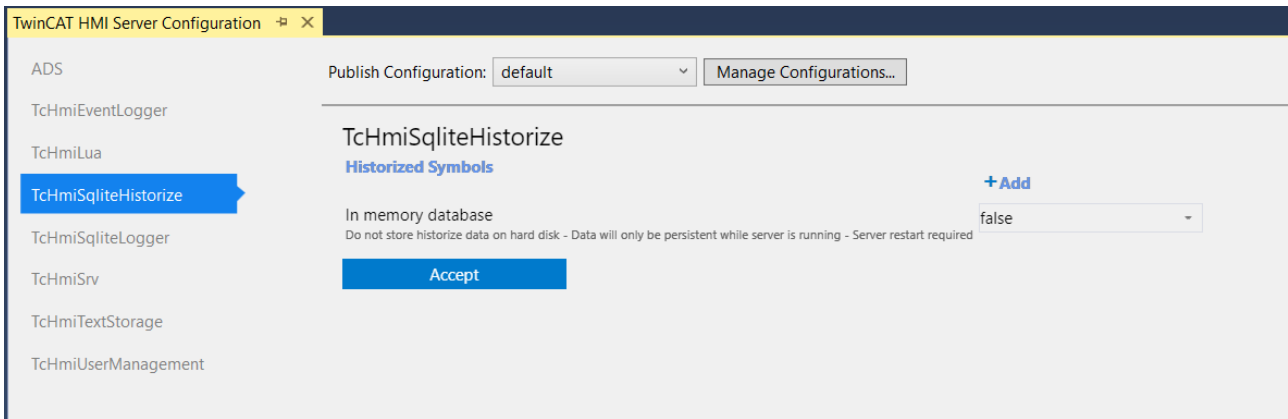 TwinCAT HMI Server Configuration
ADS
TcHmiEventLogger
TcHmiLua
TcHmiSqliteHistorize
TcHmiSqliteLogger
TcHmiSrv
TcHmiTextStorage
TcHmiUserManagement
Publish Configuration: default Manage Configurations...
TcHmiSqliteHistorize
Historized Symbols
+Add
In memory database false
Do not store historize data on hard disk - Data will only be persistent while server is running - Server restart required
Accept